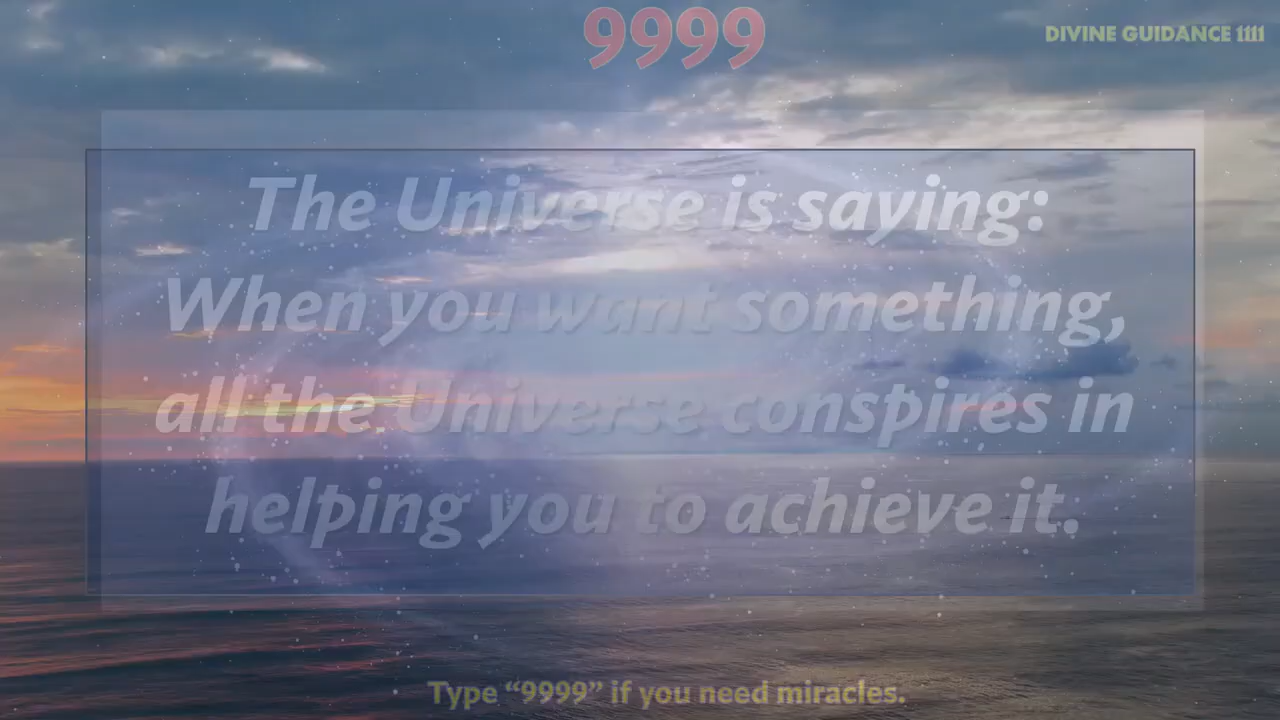 9999
DIVINE GUIDANCE 1111
The Universe is saying:
When you want something,
all the Universe conspires in
helping you to achieve it.
Type “9999” if you need miracles.